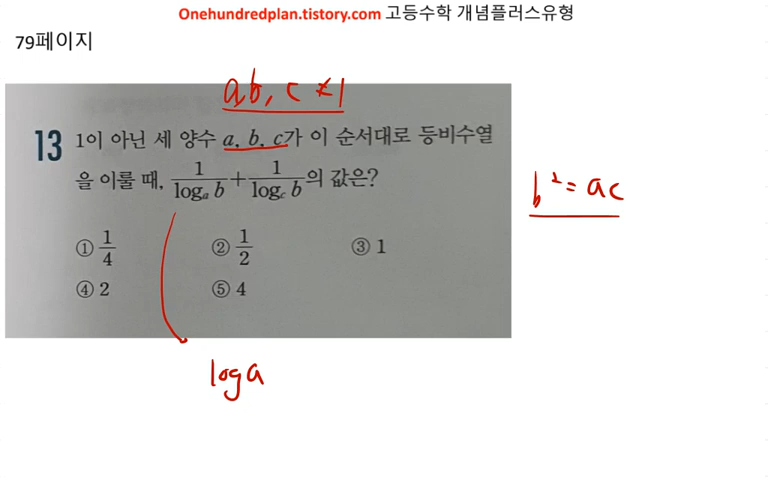 Onehundredplan.tistory.com 고등수학 개념플러스유형
79페이지
a,b, c ≠ 1
13 1이 아닌 세 양수 a, b, c가 이 순서대로 등비수열
을 이룰 때, 1/log_a b + 1/log_c b의 값은?
b² = ac
① 1/4 ② 1/2 ③ 1
④ 2 ⑤ 4
log a